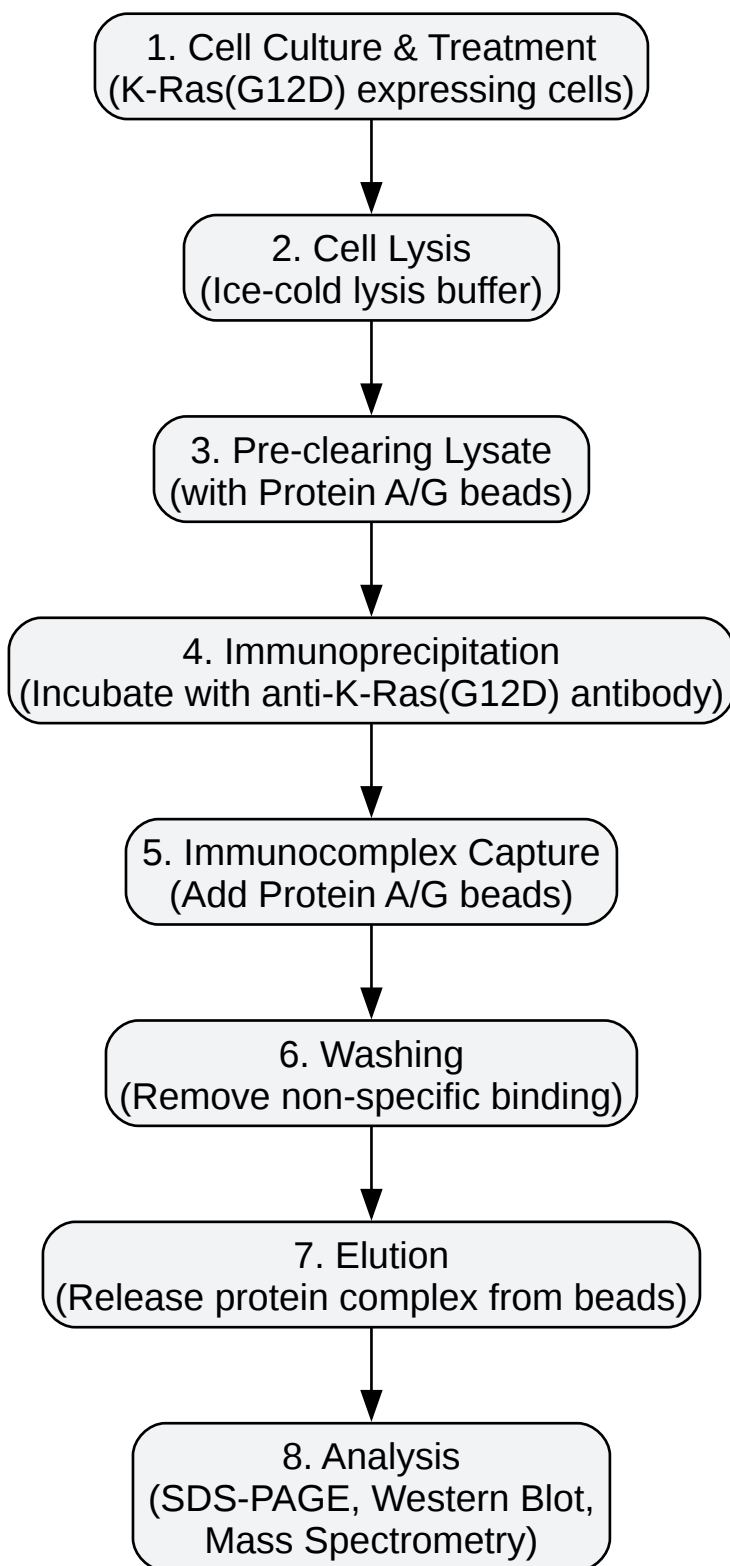 1. Cell Culture & Treatment
(K-Ras(G12D) expressing cells)
2. Cell Lysis
(Ice-cold lysis buffer)
3. Pre-clearing Lysate
(with Protein A/G beads)
4. Immunoprecipitation
(Incubate with anti-K-Ras(G12D) antibody)
5. Immunocomplex Capture
(Add Protein A/G beads)
6. Washing
(Remove non-specific binding)
7. Elution
(Release protein complex from beads)
8. Analysis
(SDS-PAGE, Western Blot,
Mass Spectrometry)